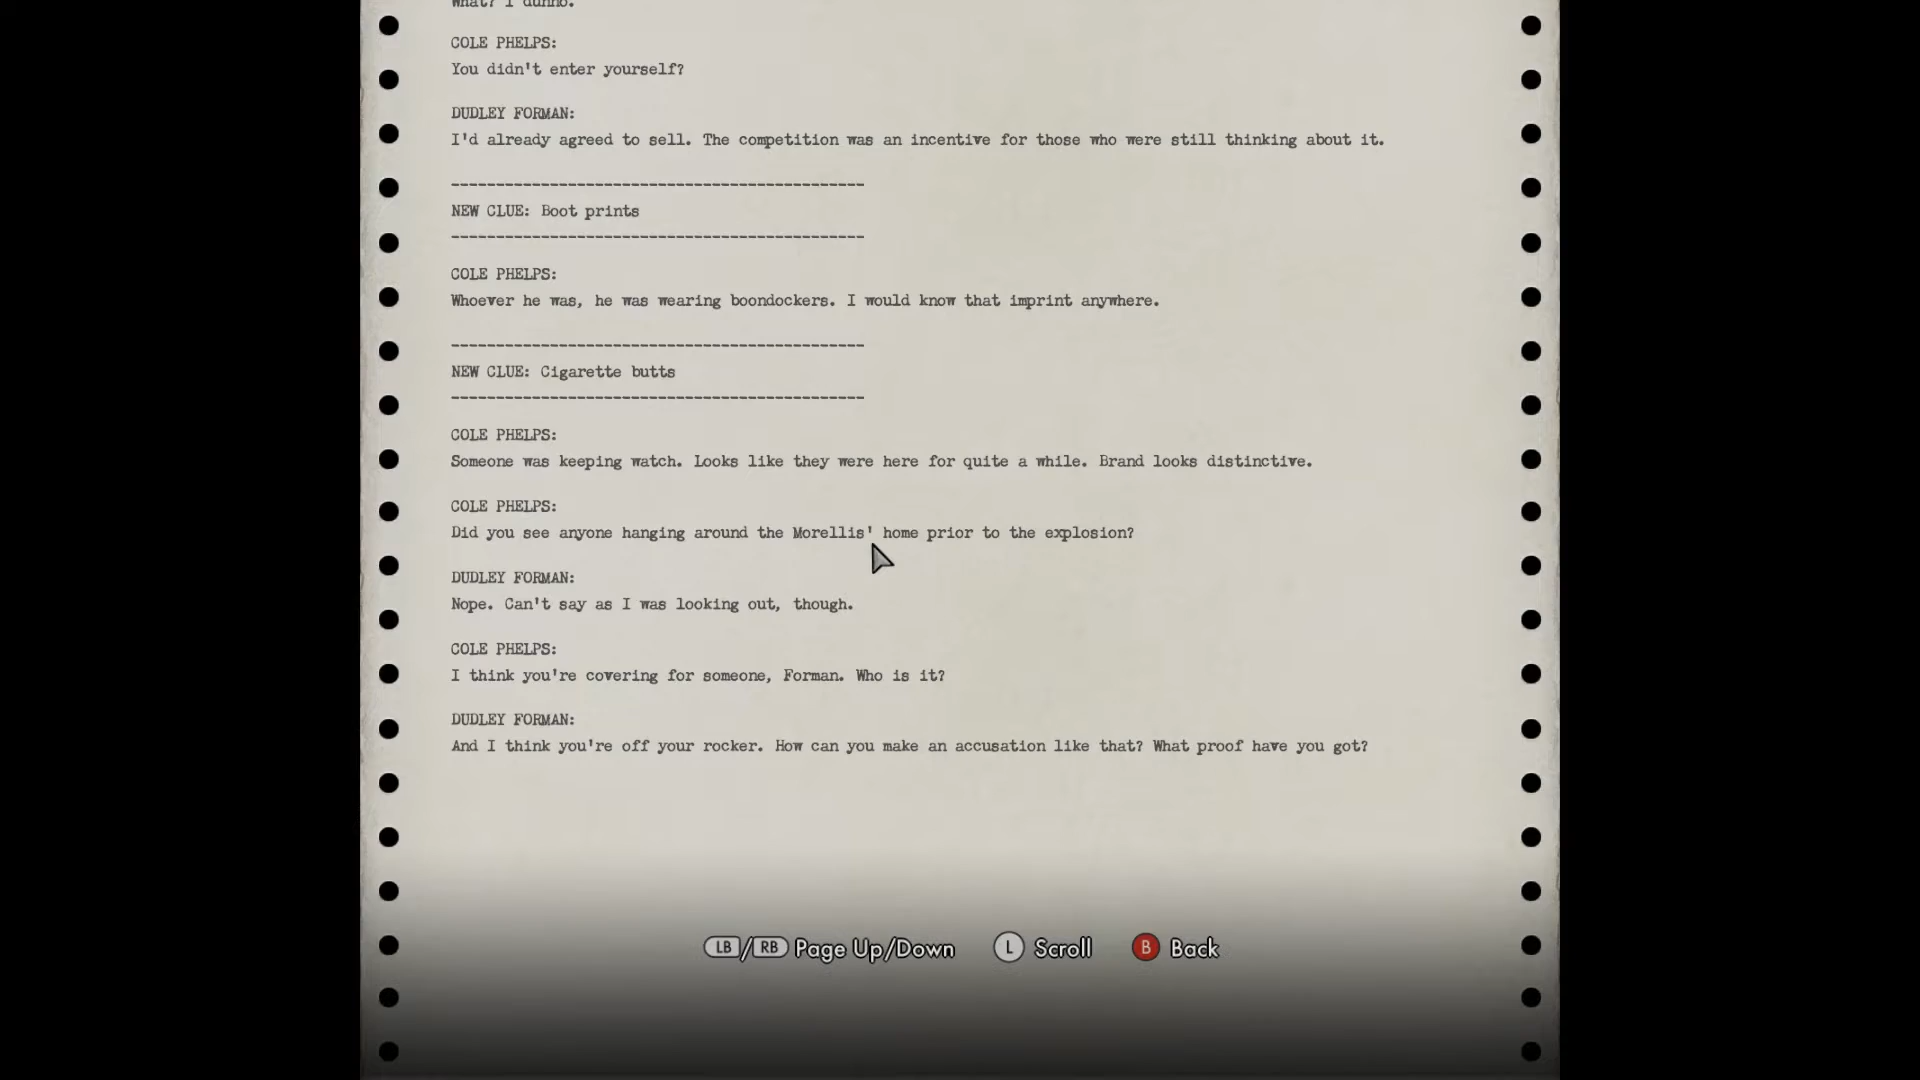 What? I dunno.
COLE PHELPS:
You didn't enter yourself?
DUDLEY FORMAN:
I'd already agreed to sell. The competition was an incentive for those who were still thinking about it.
----------------------------------------------
NEW CLUE: Boot prints
----------------------------------------------
COLE PHELPS:
Whoever he was, he was wearing boondockers. I would know that imprint anywhere.
----------------------------------------------
NEW CLUE: Cigarette butts
----------------------------------------------
COLE PHELPS:
Someone was keeping watch. Looks like they were here for quite a while. Brand looks distinctive.
COLE PHELPS:
Did you see anyone hanging around the Morellis' home prior to the explosion?
DUDLEY FORMAN:
Nope. Can't say as I was looking out, though.
COLE PHELPS:
I think you're covering for someone, Forman. Who is it?
DUDLEY FORMAN:
And I think you're off your rocker. How can you make an accusation like that? What proof have you got?
LB/RB Page Up/Down L Scroll B Back